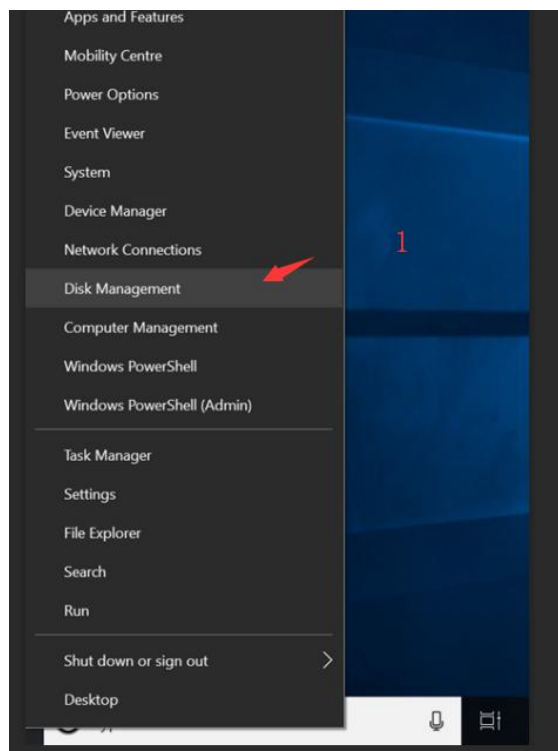 Apps and Features
Mobility Centre
Power Options
Event Viewer
System
Device Manager
Network Connections
1
Disk Management
Computer Management
Windows PowerShell
Windows PowerShell (Admin)
Task Manager
Settings
File Explorer
Search
Run
Shut down or sign out
Desktop